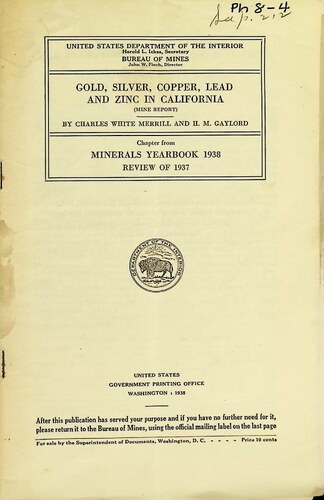 Ph 8-4
UNITED STATES DEPARTMENT OF THE INTERIOR
Harold L. Ickes, Secretary
BUREAU OF MINES
John W. Finch, Director
GOLD, SILVER, COPPER, LEAD
AND ZINC IN CALIFORNIA
(MINE REPORT)
BY CHARLES WHITE MERRILL AND H. M. GAYLORD
Chapter from
MINERALS YEARBOOK 1938
REVIEW OF 1937
DEPARTMENT OF THE INTERIOR
UNITED STATES
GOVERNMENT PRINTING OFFICE
WASHINGTON : 1938
After this publication has served your purpose and if you have no further need for it,
please return it to the Bureau of Mines, using the official mailing label on the last page
For sale by the Superintendent of Documents, Washington, D. C. - - - - Price 10 cents